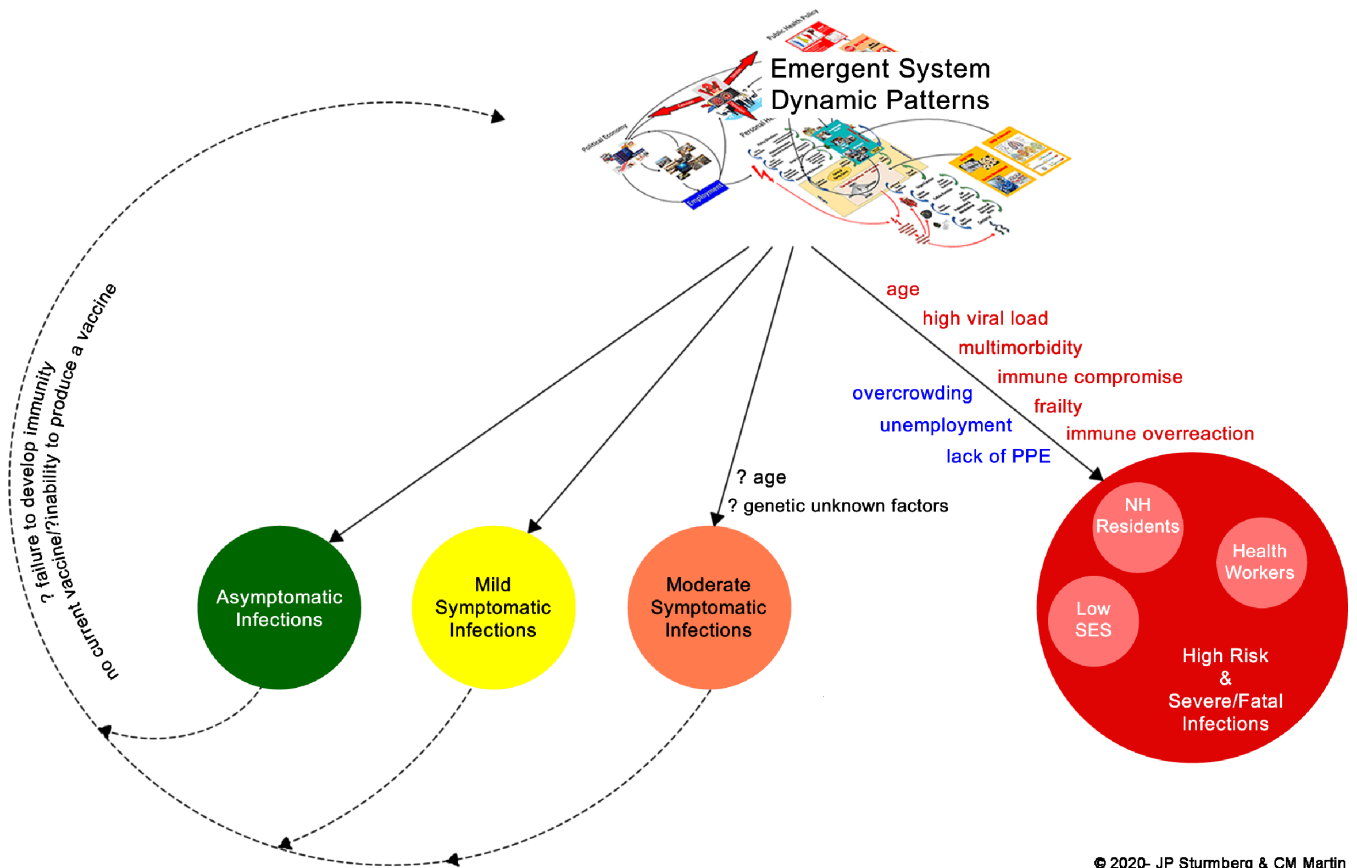 Public Health Policy
Emergent System
Dynamic Patterns
Political Economy
Personal H
Employment
age
high viral load
multimorbidity
immune compromise
frailty
immune overreaction
overcrowding
unemployment
lack of PPE
? age
? genetic unknown factors
? failure to develop immunity
no current vaccine/?inability to produce a vaccine
Asymptomatic
Infections
Mild
Symptomatic
Infections
Moderate
Symptomatic
Infections
NH
Residents
Health
Workers
Low
SES
High Risk
&
Severe/Fatal
Infections
© 2020- JP Sturmberg & CM Martin